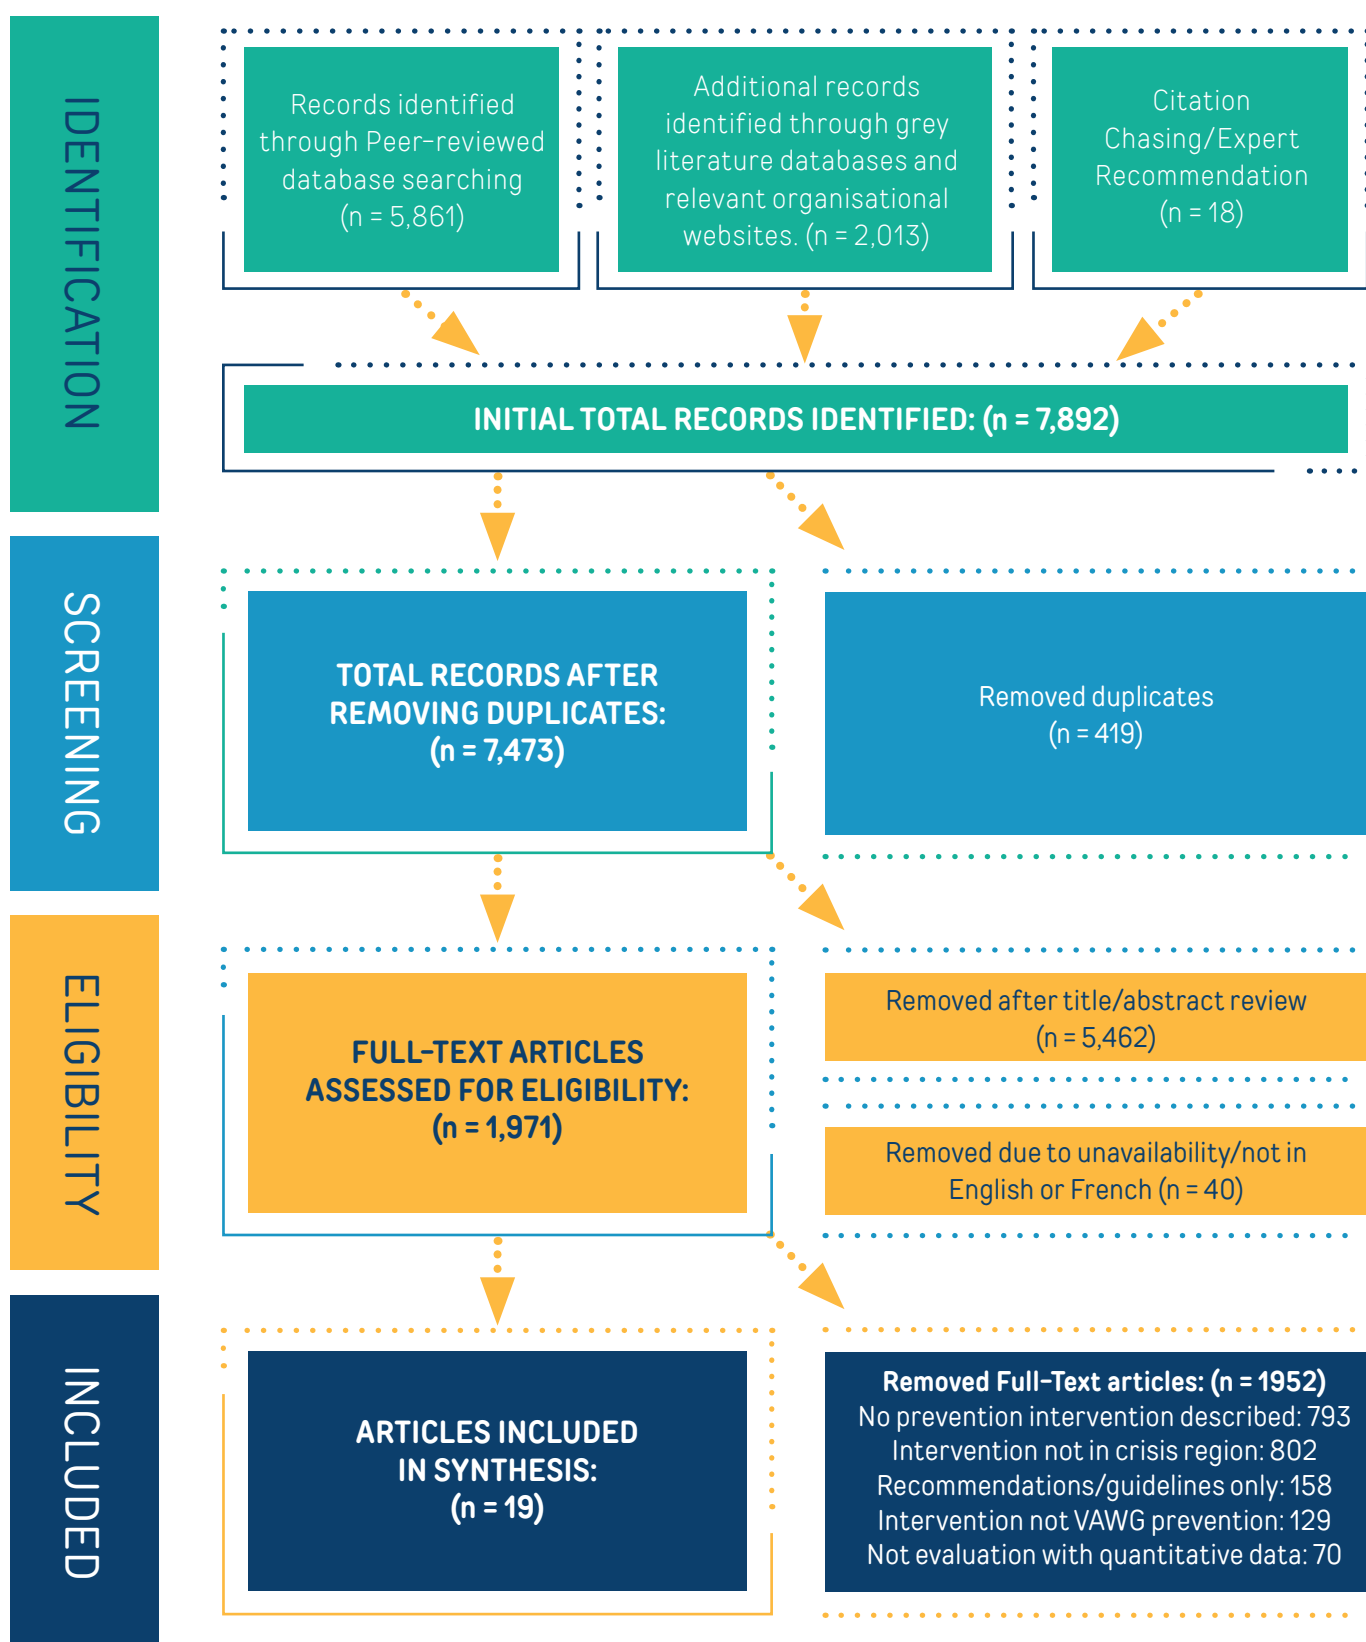 IDENTIFICATION
Records identified
through Peer-reviewed
database searching
(n = 5,861)
Additional records
identified through grey
literature databases and
relevant organisational
websites. (n = 2,013)
Citation
Chasing/Expert
Recommendation
(n = 18)
INITIAL TOTAL RECORDS IDENTIFIED: (n = 7,892)
SCREENING
TOTAL RECORDS AFTER
REMOVING DUPLICATES:
(n = 7,473)
Removed duplicates
(n = 419)
ELIGIBILITY
FULL-TEXT ARTICLES
ASSESSED FOR ELIGIBILITY:
(n = 1,971)
Removed after title/abstract review
(n = 5,462)
Removed due to unavailability/not in
English or French (n = 40)
INCLUDED
ARTICLES INCLUDED
IN SYNTHESIS:
(n = 19)
Removed Full-Text articles: (n = 1952)
No prevention intervention described: 793
Intervention not in crisis region: 802
Recommendations/guidelines only: 158
Intervention not VAWG prevention: 129
Not evaluation with quantitative data: 70